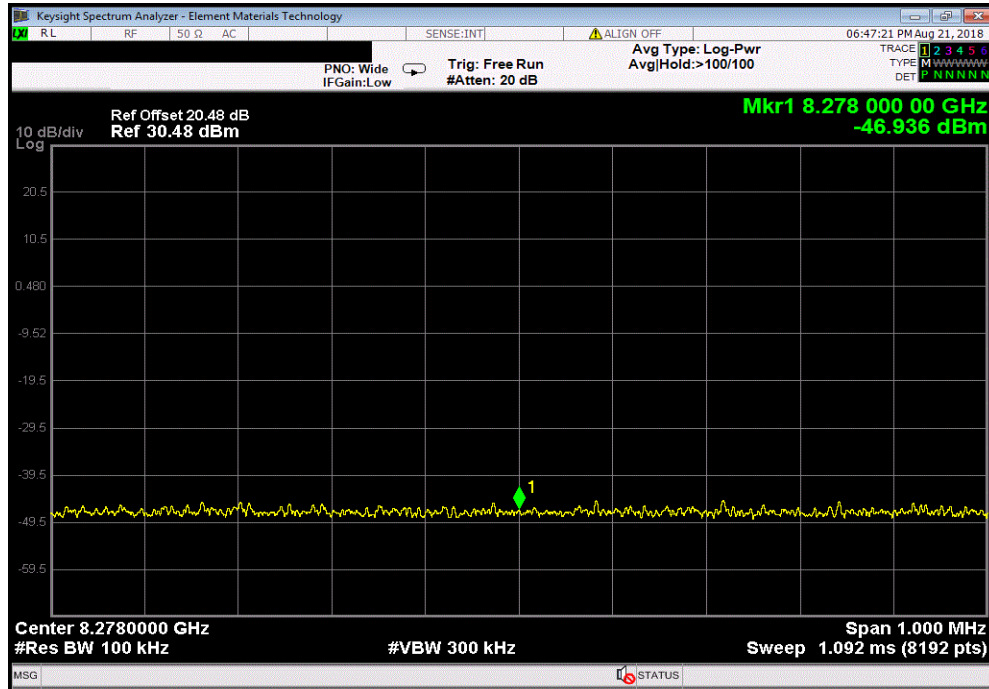 Keysight Spectrum Analyzer - Element Materials Technology
LXI RL RF 50 Ω AC SENSE:INT ALIGN OFF 06:47:21 PM Aug 21, 2018
PNO: Wide Trig: Free Run Avg Type: Log-Pwr TRACE 1 2 3 4 5 6
IFGain:Low #Atten: 20 dB Avg|Hold:>100/100 TYPE M WWWWW
DET P N N N N N
Mkr1 8.278 000 00 GHz
-46.936 dBm
Ref Offset 20.48 dB
10 dB/div Ref 30.48 dBm
Log
20.5
10.5
0.480
-9.52
-19.5
-29.5
-39.5
1
-49.5
-59.5
Center 8.2780000 GHz Span 1.000 MHz
#Res BW 100 kHz #VBW 300 kHz Sweep 1.092 ms (8192 pts)
MSG STATUS